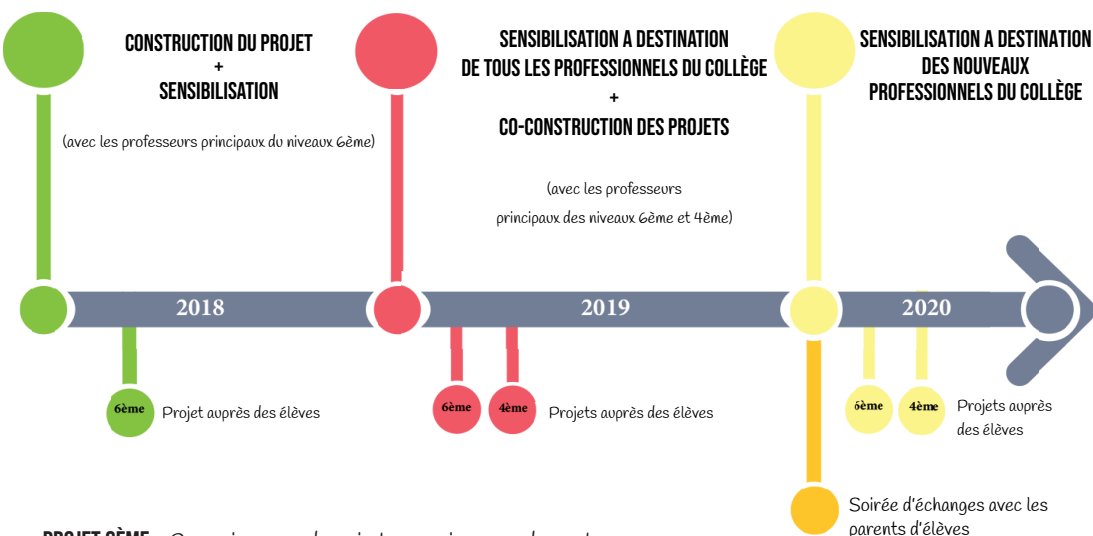 CONSTRUCTION DU PROJET
+
SENSIBILISATION
(avec les professeurs principaux du niveaux 6ème)
SENSIBILISATION A DESTINATION
DE TOUS LES PROFESSIONNELS DU COLLÈGE
+
CO-CONSTRUCTION DES PROJETS
(avec les professeurs
principaux des niveaux 6ème et 4ème)
SENSIBILISATION A DESTINATION
DES NOUVEAUX
PROFESSIONNELS DU COLLÈGE
2018
2019
2020
6ème
Projet auprès des élèves
6ème
4ème
Projets auprès des élèves
6ème
4ème
Projets auprès
des élèves
Soirée d'échanges avec les
parents d'élèves